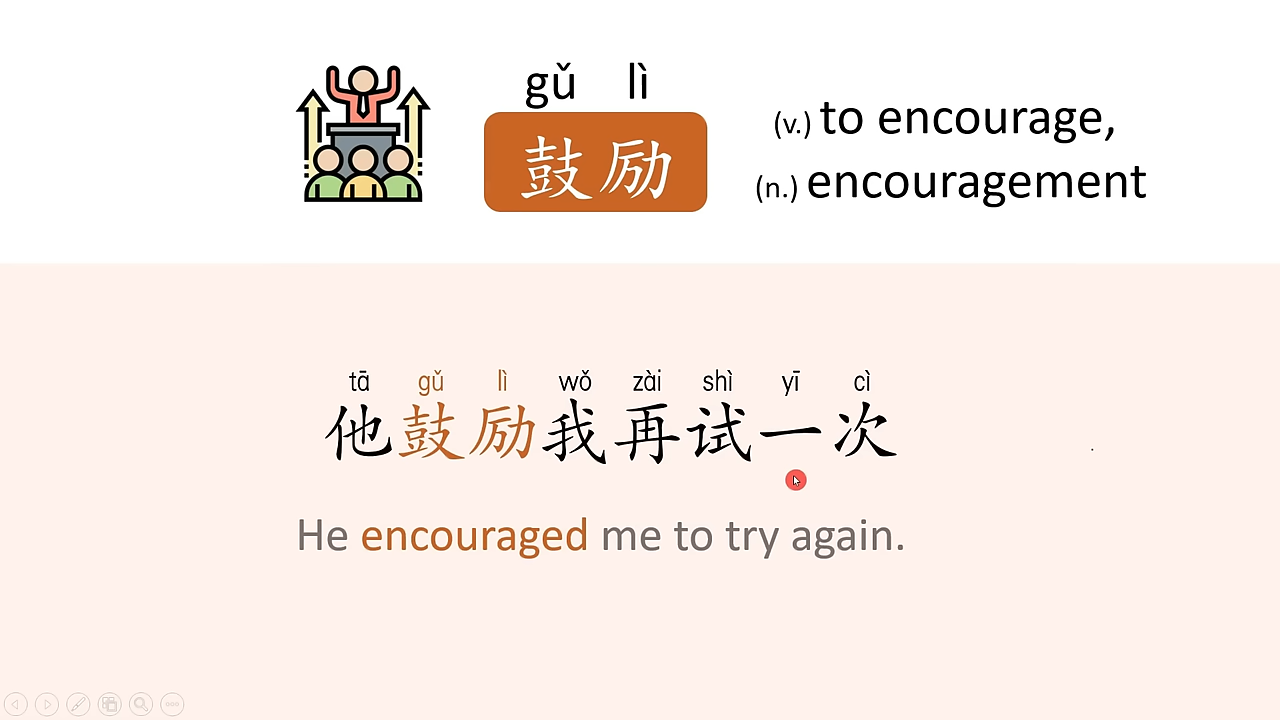 gǔ lì
鼓励
(v.) to encourage,
(n.) encouragement
tā gǔ lì wǒ zài shì yī cì
他鼓励我再试一次
He encouraged me to try again.